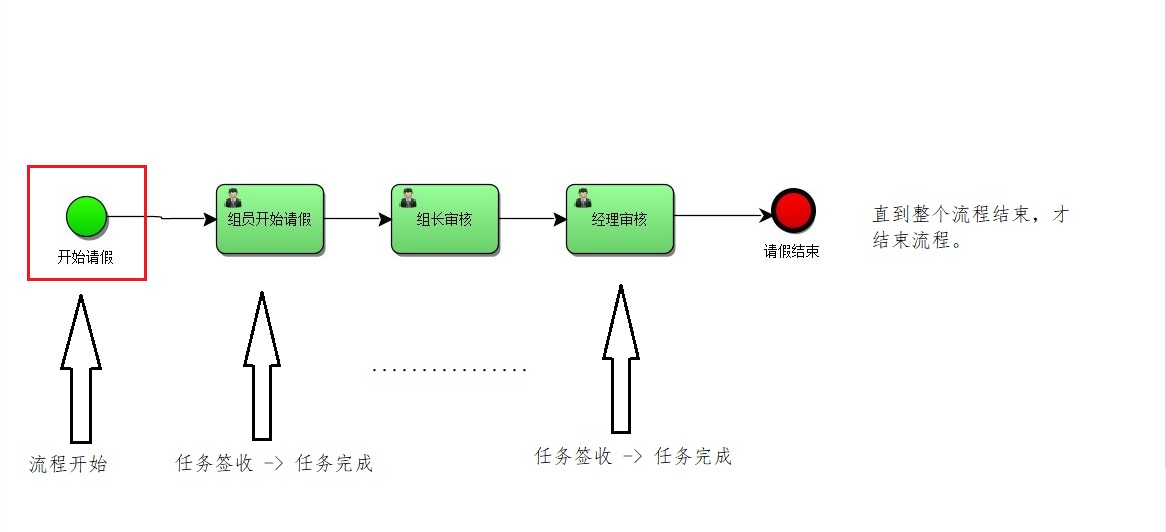 组员开始请假
组长审核
经理审核
开始请假
请假结束
直到整个流程结束，才
结束流程。
....................
流程开始
任务签收 -> 任务完成
任务签收 -> 任务完成